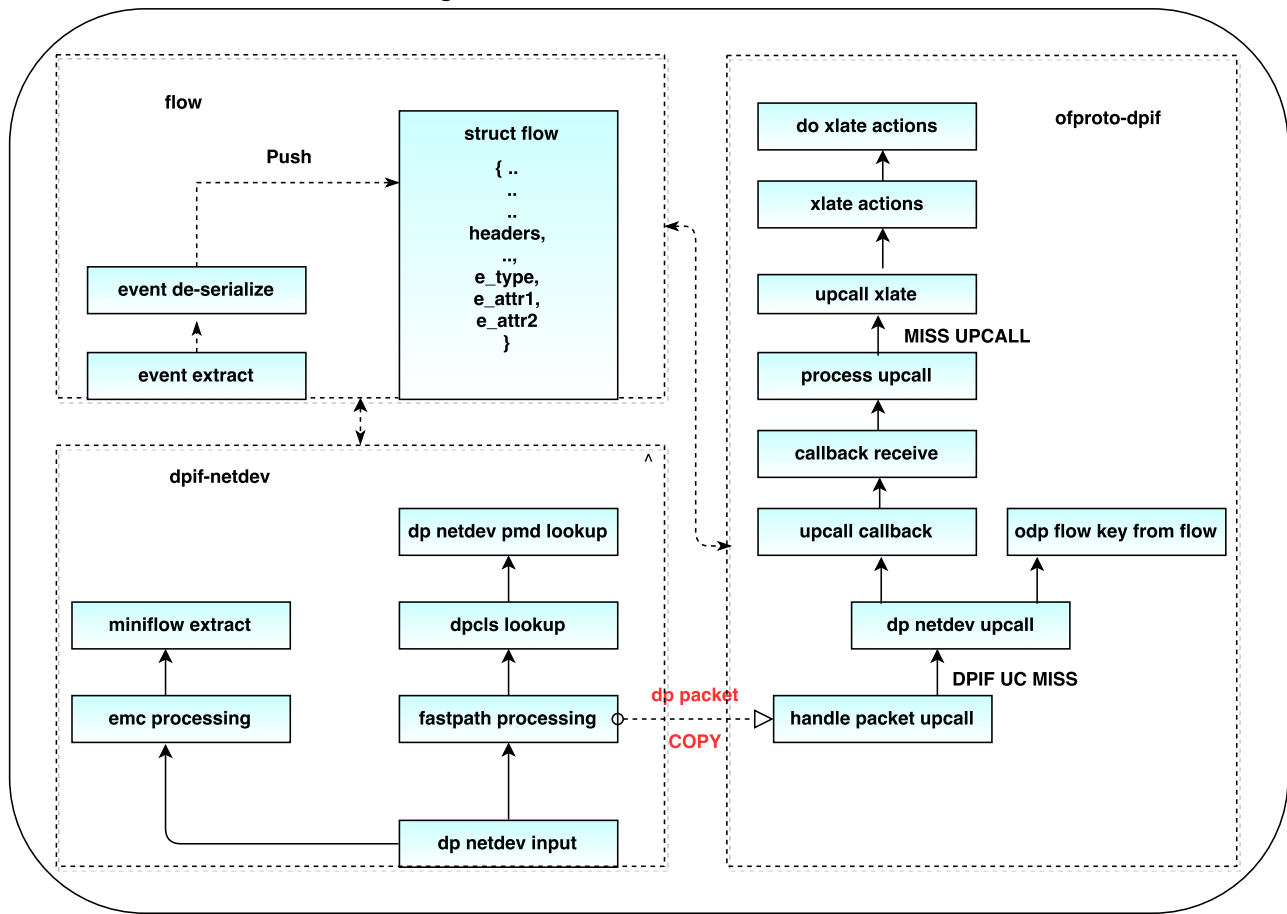 flow
Push
struct flow
{ ..
..
..
headers,
..,
e_type,
e_attr1,
e_attr2
}
event de-serialize
event extract
dpif-netdev
^
dp netdev pmd lookup
miniflow extract
dpcls lookup
emc processing
fastpath processing
dp netdev input
dp packet
COPY
ofproto-dpif
do xlate actions
xlate actions
upcall xlate
MISS UPCALL
process upcall
callback receive
upcall callback
odp flow key from flow
dp netdev upcall
DPIF UC MISS
handle packet upcall